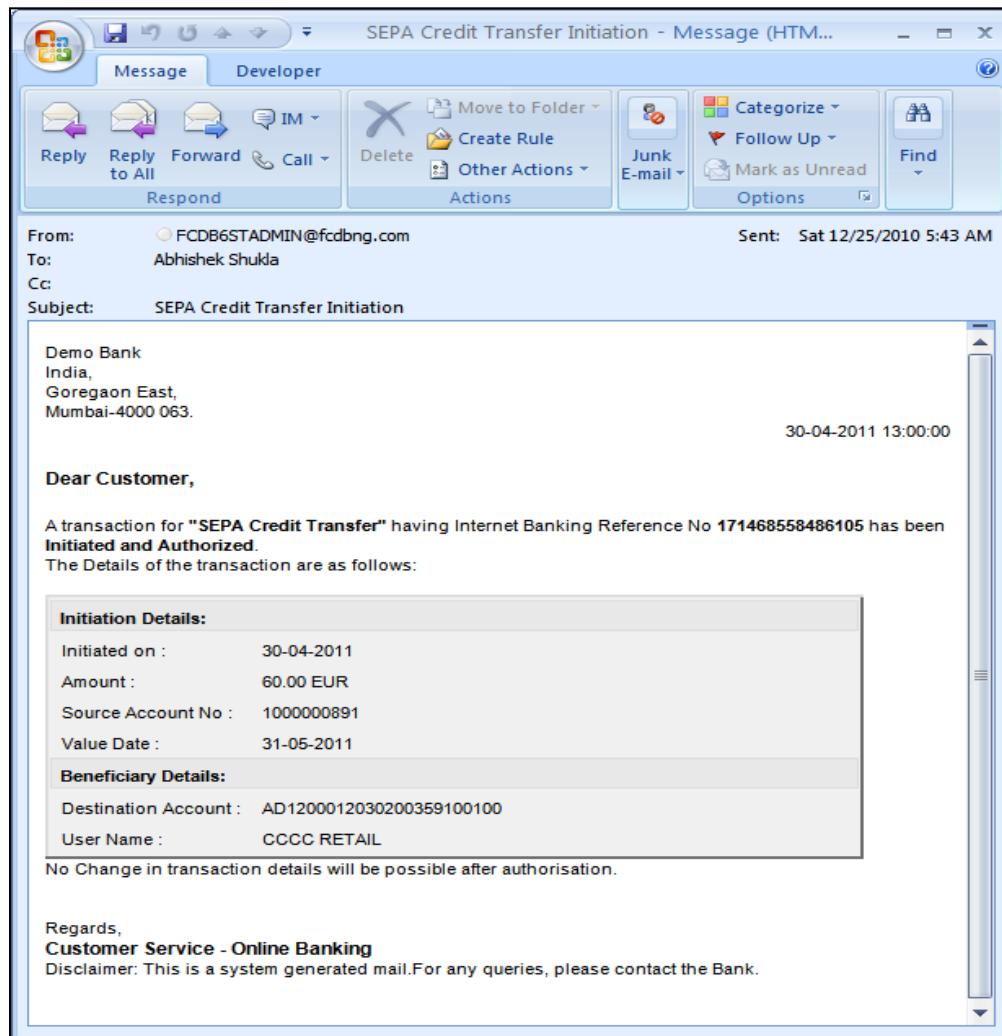 SEPA Credit Transfer Initiation - Message (HTM...
Message Developer
Reply
Reply to All
Forward
IM
Call
Respond
Delete
Move to Folder
Create Rule
Other Actions
Actions
Junk E-mail
Categorize
Follow Up
Mark as Unread
Options
Find
From: FCDB6STADMIN@fcdbng.com Sent: Sat 12/25/2010 5:43 AM
To: Abhishek Shukla
Cc:
Subject: SEPA Credit Transfer Initiation
Demo Bank
India,
Goregaon East,
Mumbai-4000 063.
30-04-2011 13:00:00
Dear Customer,
A transaction for "SEPA Credit Transfer" having Internet Banking Reference No 171468558486105 has been
Initiated and Authorized.
The Details of the transaction are as follows:
Initiation Details:
Initiated on : 30-04-2011
Amount : 60.00 EUR
Source Account No : 1000000891
Value Date : 31-05-2011
Beneficiary Details:
Destination Account : AD1200012030200359100100
User Name : CCCC RETAIL
No Change in transaction details will be possible after authorisation.
Regards,
Customer Service - Online Banking
Disclaimer: This is a system generated mail.For any queries, please contact the Bank.